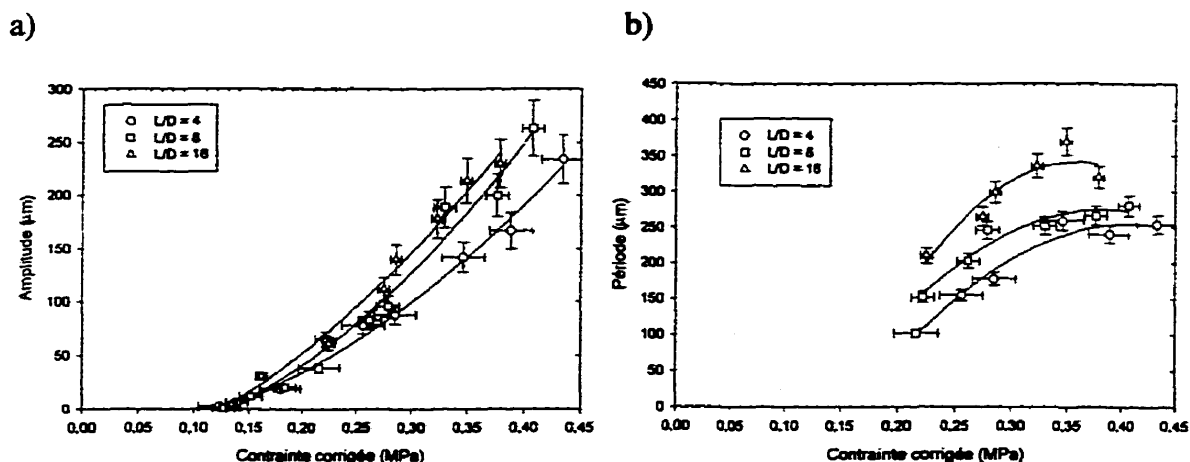 a)
b)
300
250
200
150
100
50
0
Amplitude (µm)
L/D = 4
L/D = 8
L/D = 16
0,00 0,05 0,10 0,15 0,20 0,25 0,30 0,35 0,40 0,45
Contrainte corrigée (MPa)
450
400
350
300
250
200
150
100
50
0
Période (µm)
L/D = 4
L/D = 8
L/D = 16
0,00 0,05 0,10 0,15 0,20 0,25 0,30 0,35 0,40 0,45
Contrainte corrigée (MPa)